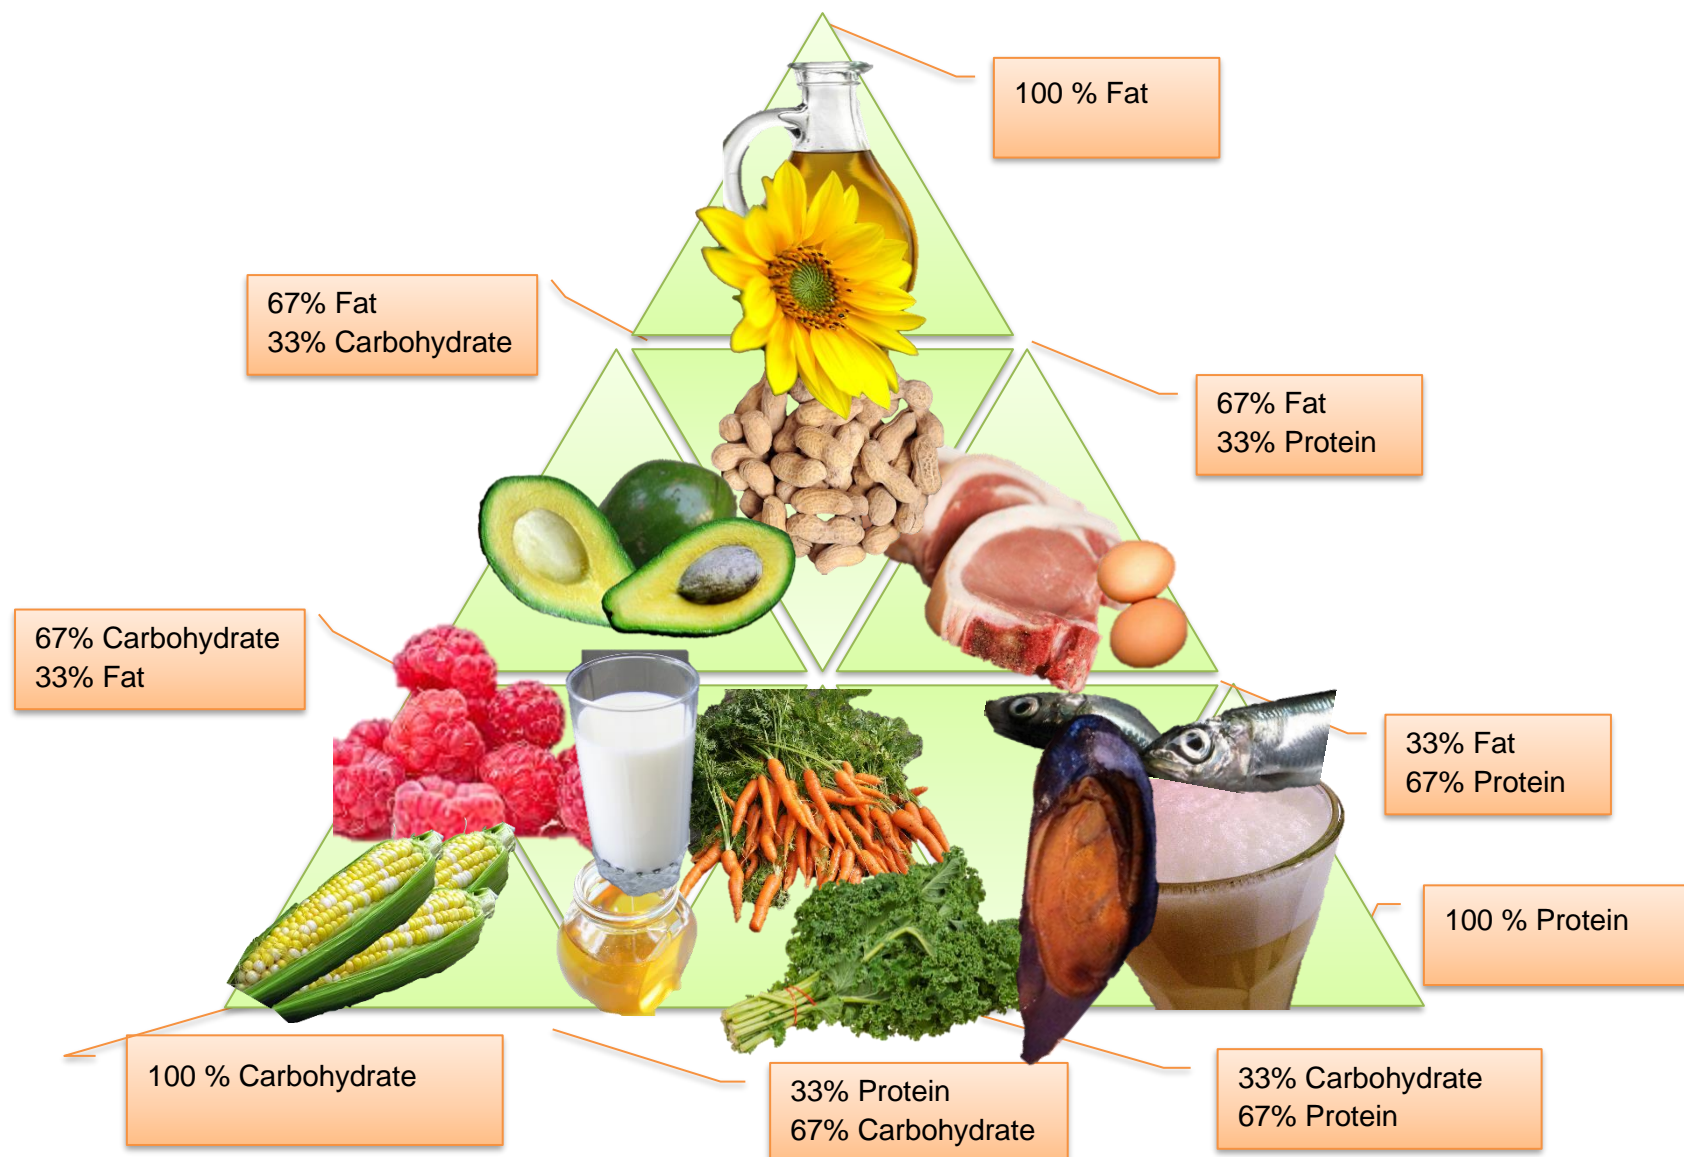 100 % Fat
67% Fat
33% Carbohydrate
67% Fat
33% Protein
67% Carbohydrate
33% Fat
33% Fat
67% Protein
100 % Protein
100 % Carbohydrate
33% Protein
67% Carbohydrate
33% Carbohydrate
67% Protein